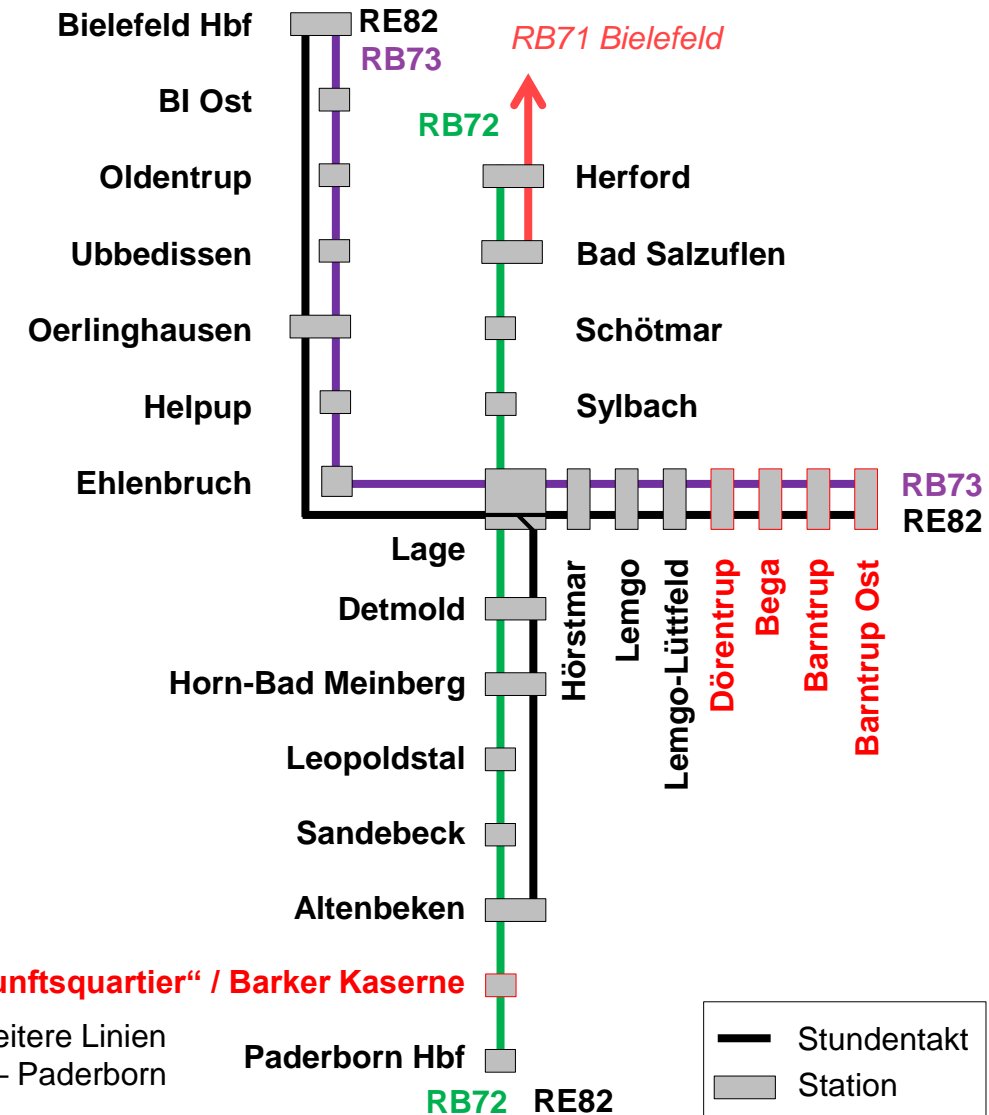 Bielefeld Hbf
RE82
RB73
RB71 Bielefeld
BI Ost
RB72
Oldentrup
Herford
Ubbedissen
Bad Salzuflen
Oerlinghausen
Schötmar
Helpup
Sylbach
Ehlenbruch
RB73
RE82
Lage
Hörstmar
Lemgo
Lemgo-Lüttfeld
Dörentrup
Bega
Barntrup
Barntrup Ost
Detmold
Horn-Bad Meinberg
Leopoldstal
Sandebeck
Altenbeken
unftsquartier“ / Barker Kaserne
eitere Linien
– Paderborn
Paderborn Hbf
RB72 RE82
Stundentakt
Station